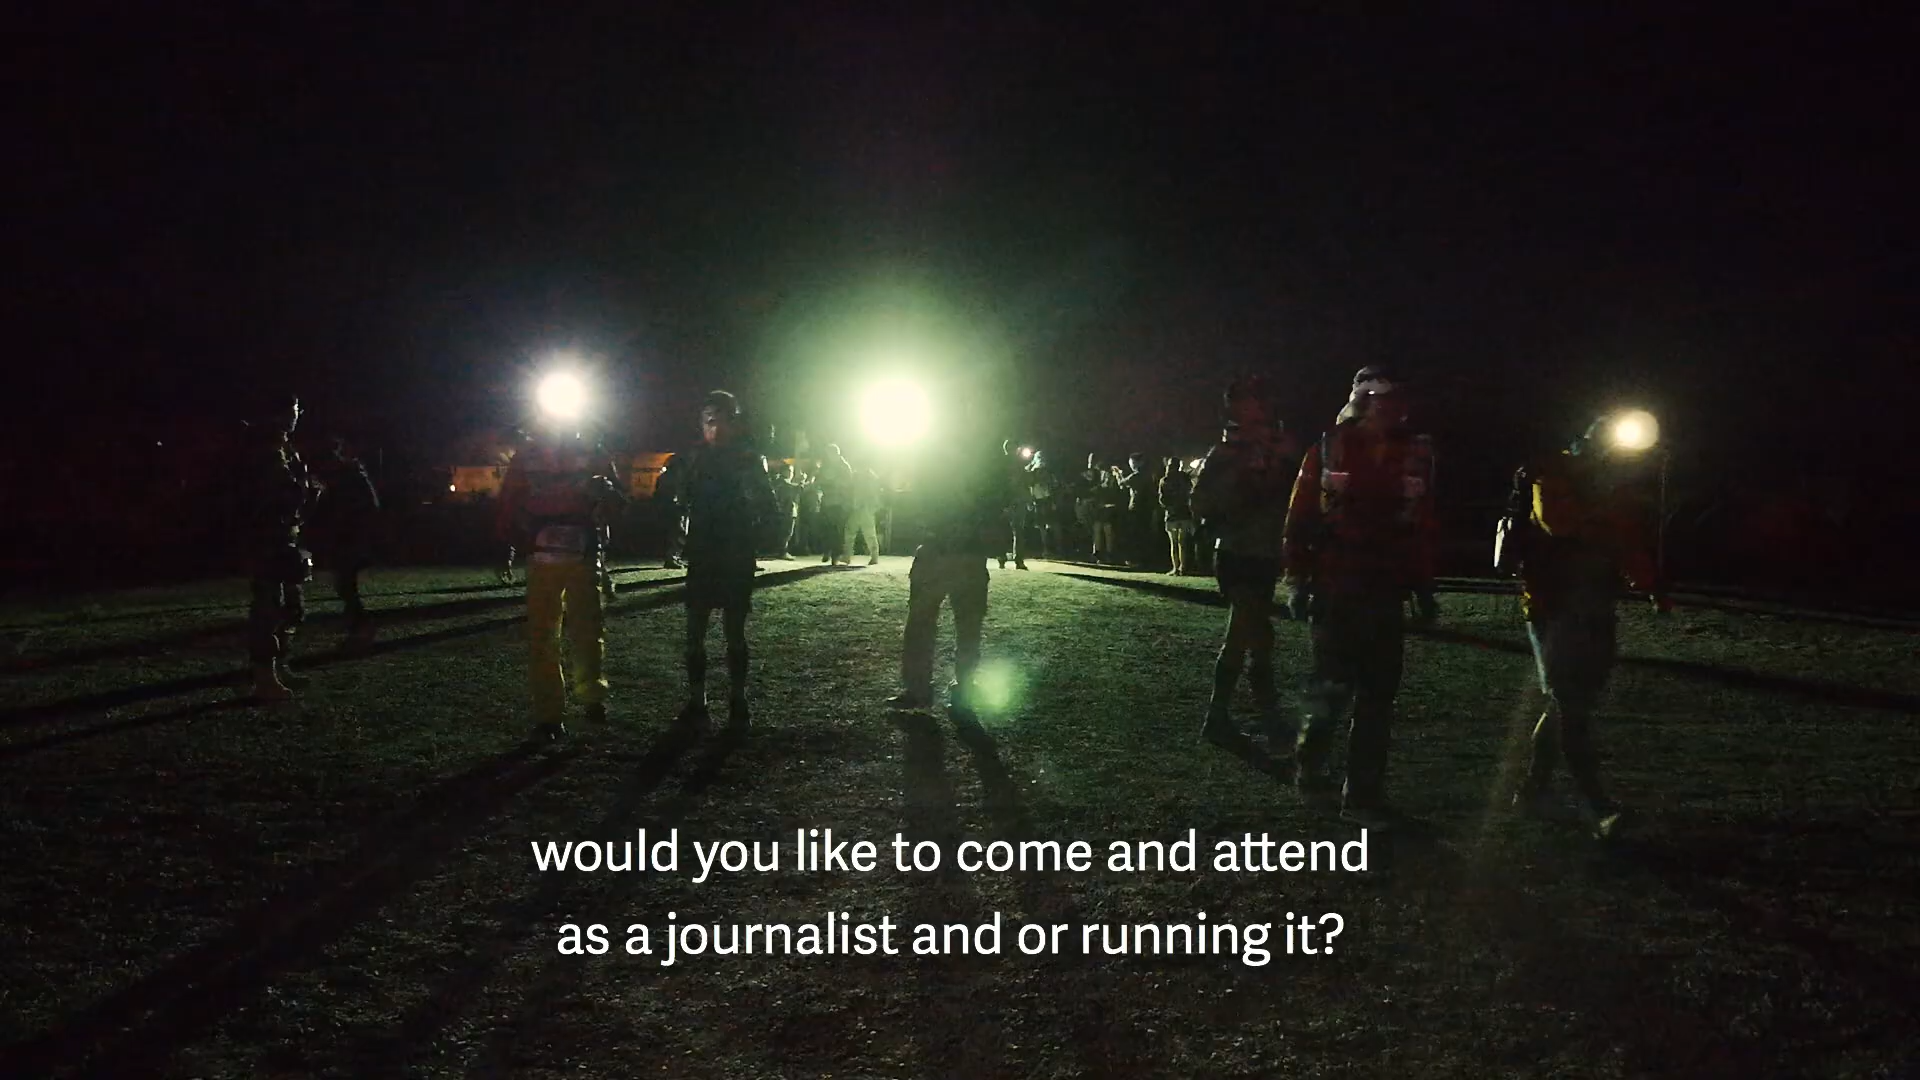 would you like to come and attend
as a journalist and or running it?